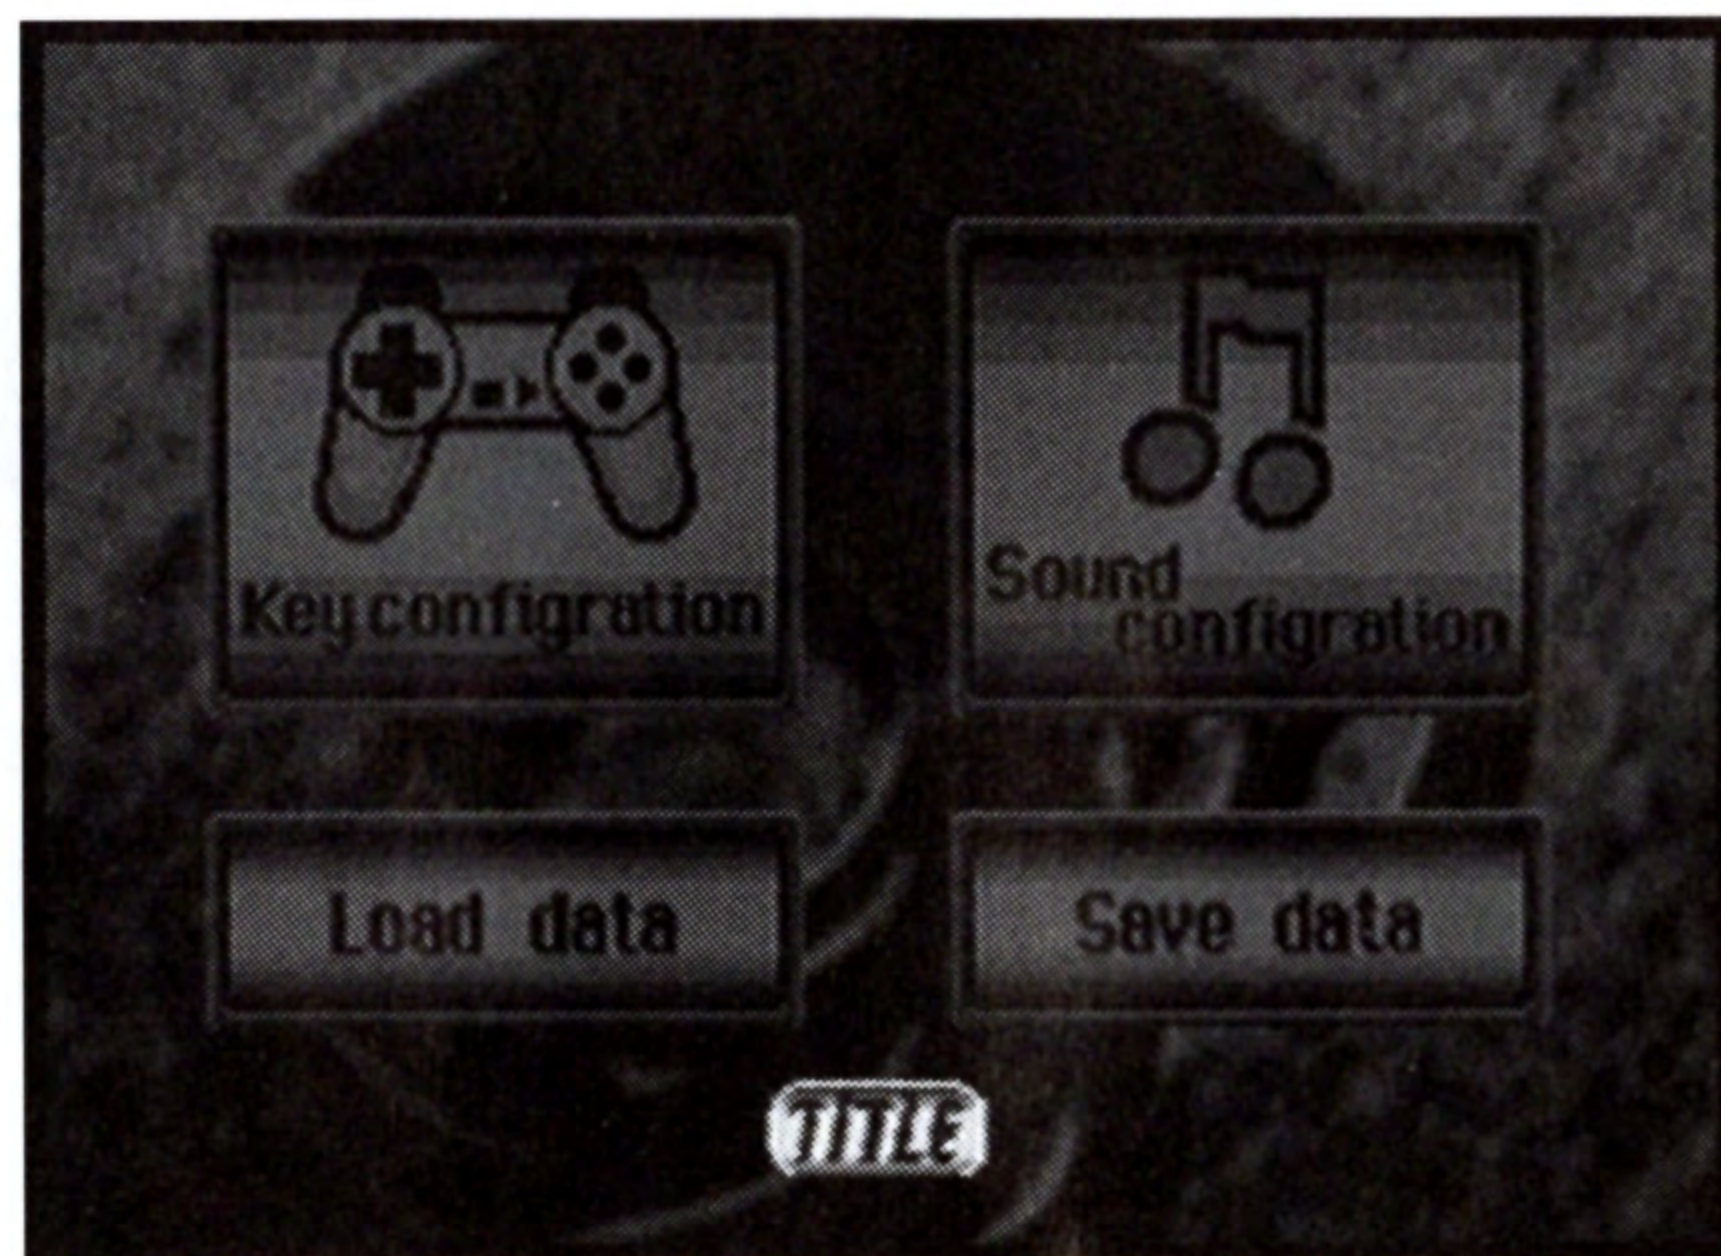 Key configration
Sound
configration
Load data
Save data
TITLE